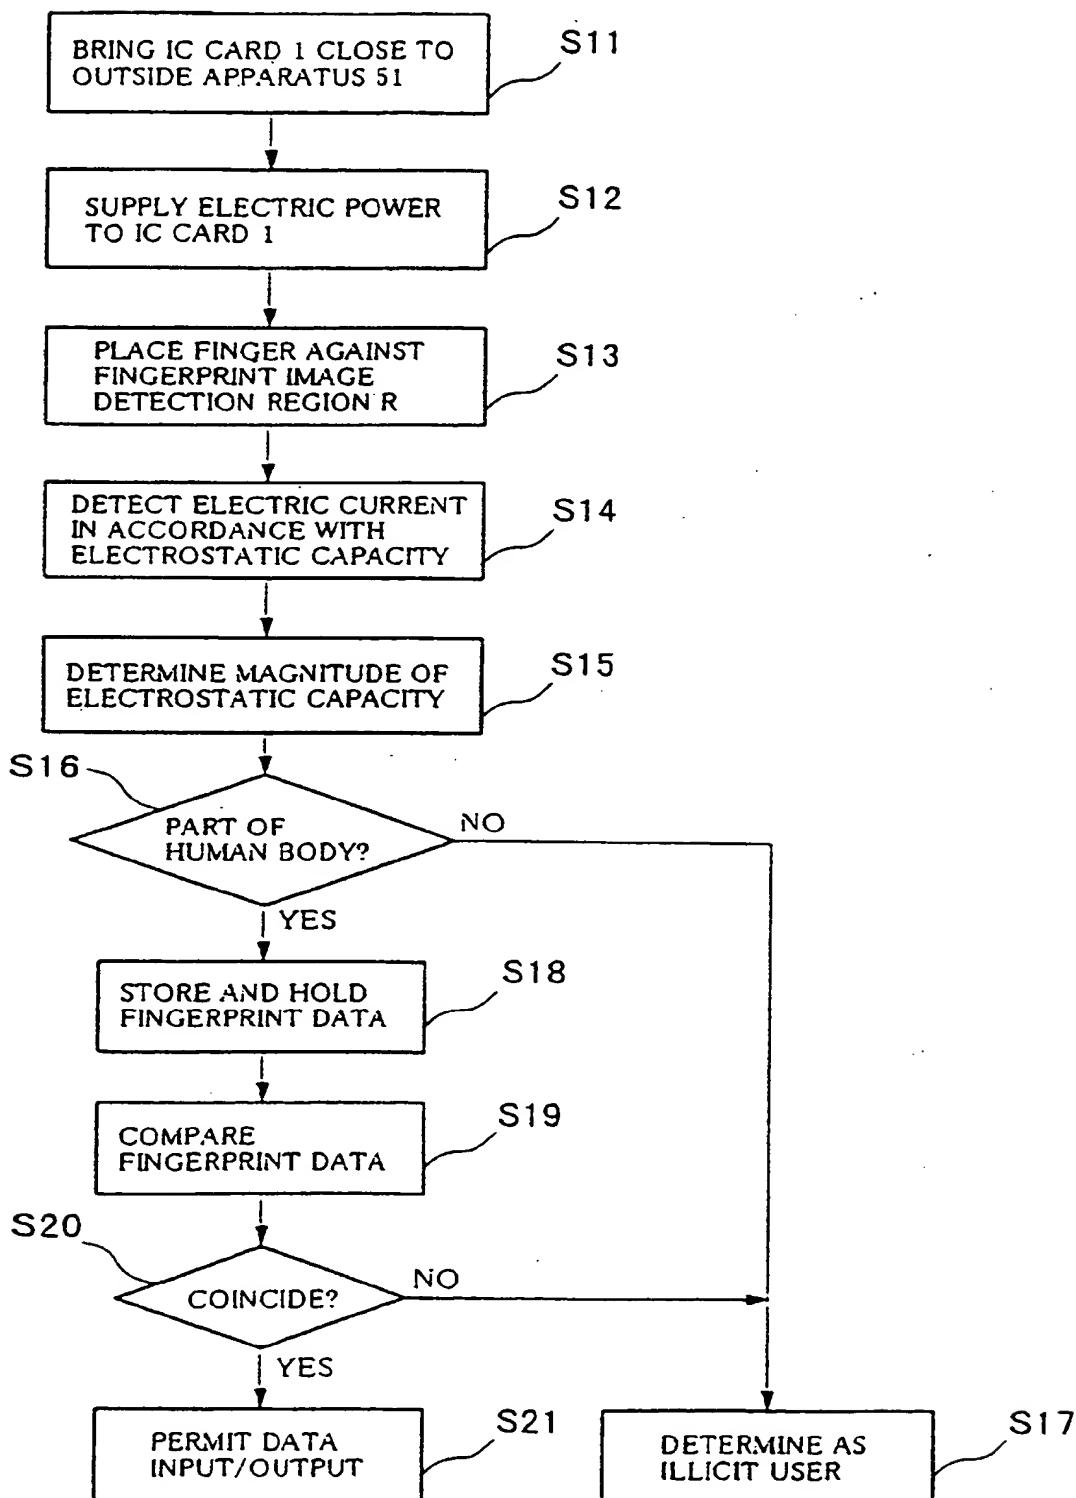 BRING IC CARD 1 CLOSE TO
OUTSIDE APPARATUS 51
S11
SUPPLY ELECTRIC POWER
TO IC CARD 1
S12
PLACE FINGER AGAINST
FINGERPRINT IMAGE
DETECTION REGION R
S13
DETECT ELECTRIC CURRENT
IN ACCORDANCE WITH
ELECTROSTATIC CAPACITY
S14
DETERMINE MAGNITUDE OF
ELECTROSTATIC CAPACITY
S15
S16
PART OF
HUMAN BODY?
NO
YES
STORE AND HOLD
FINGERPRINT DATA
S18
COMPARE
FINGERPRINT DATA
S19
S20
COINCIDE?
NO
YES
PERMIT DATA
INPUT/OUTPUT
S21
DETERMINE AS
ILLICIT USER
S17